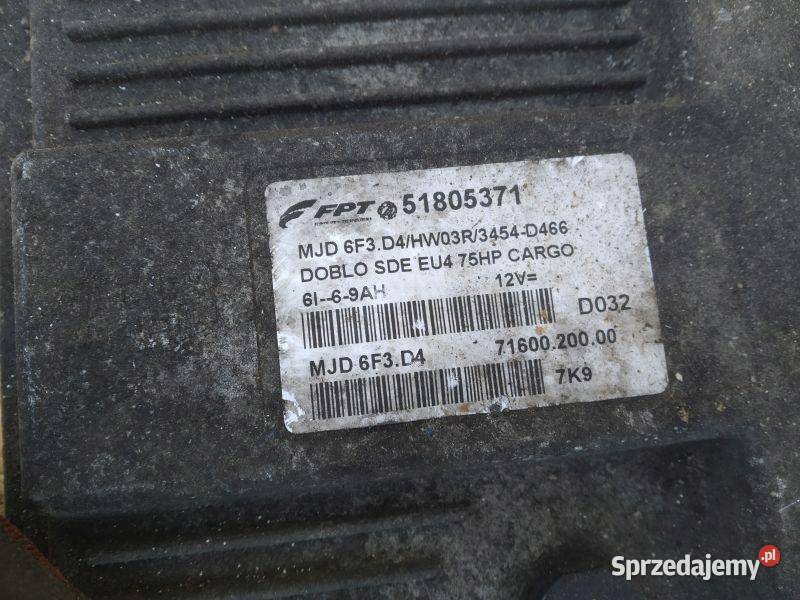 FPT 51805371
MJD 6F3.D4/HW03R/3454-D466
DOBLO SDE EU4 75HP CARGO
6I--6-9AH 12V=
D032
MJD 6F3.D4 71600.200.00
7K9
Sprzedajemy.pl